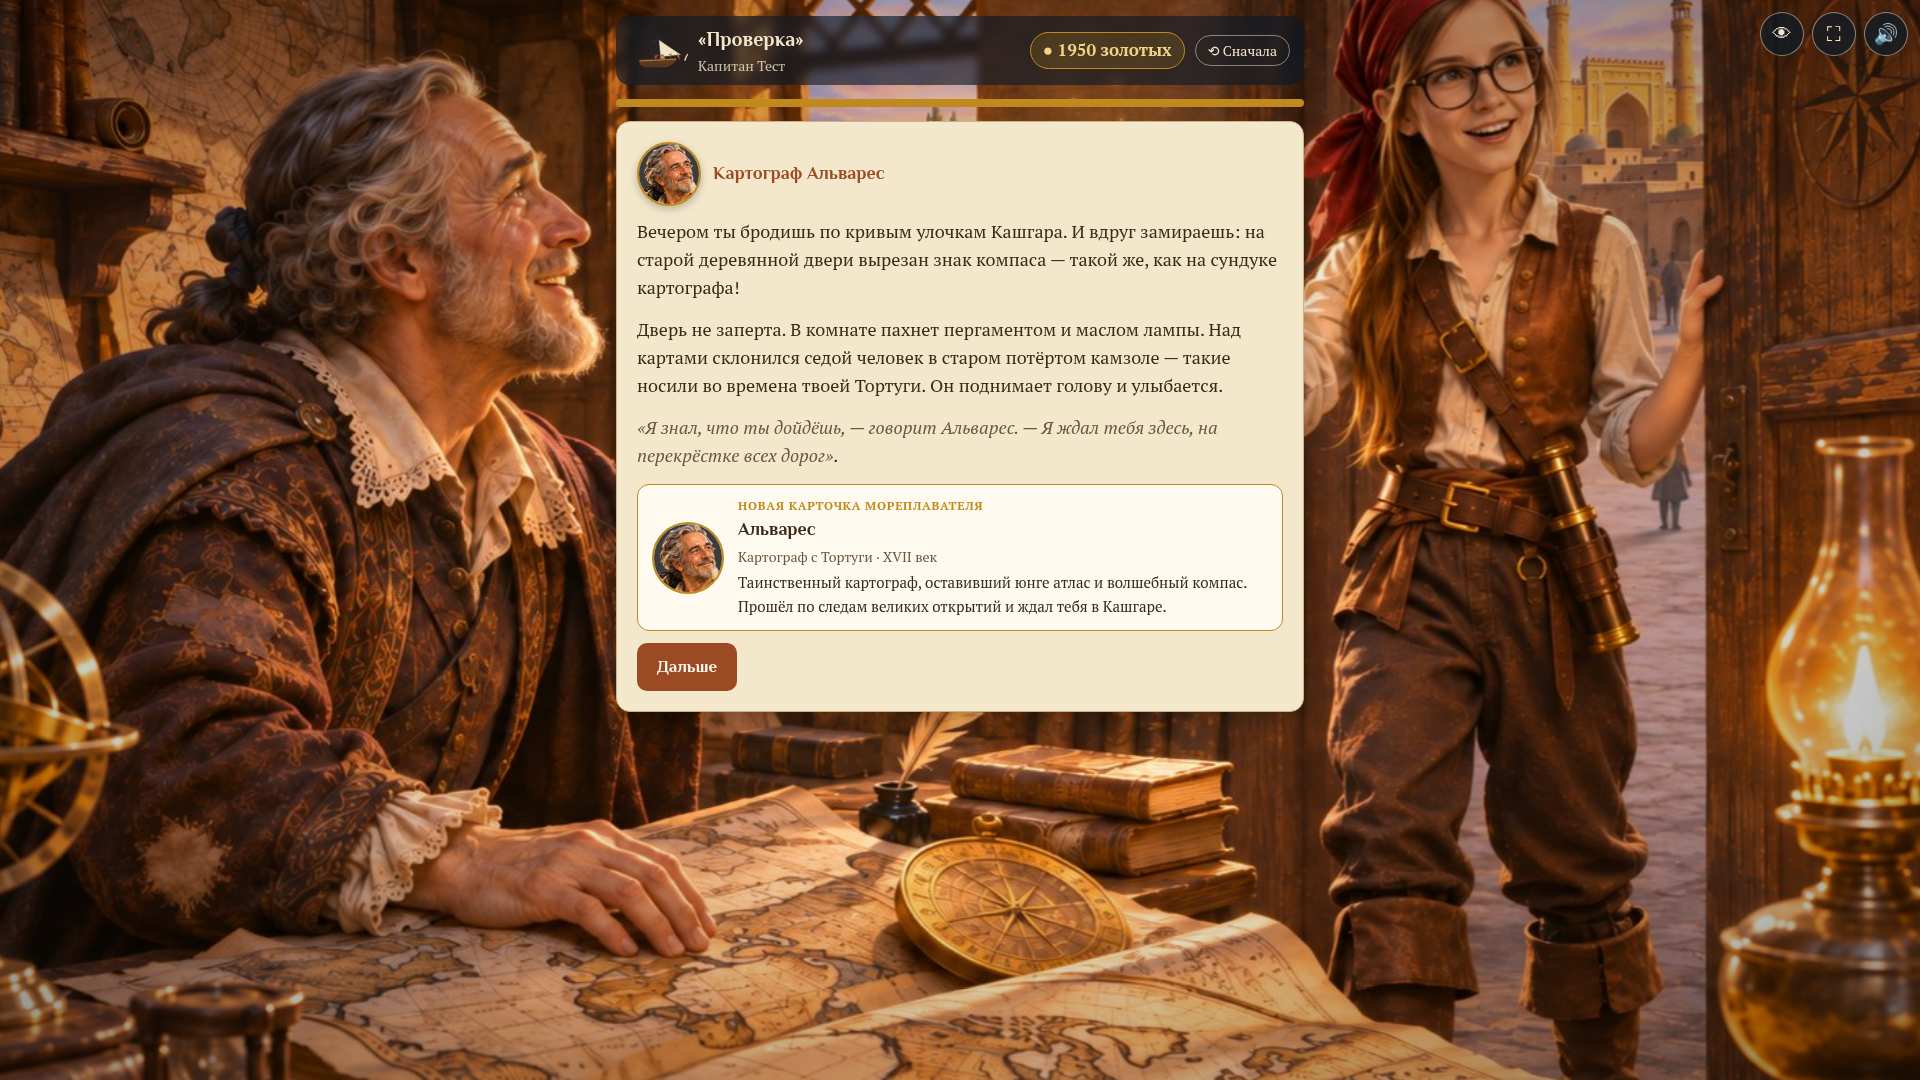 «Проверка»
Капитан Тест
● 1950 золотых
⟲ Сначала
Картограф Альварес
Вечером ты бродишь по кривым улочкам Кашгара. И вдруг замираешь: на
старой деревянной двери вырезан знак компаса — такой же, как на сундуке
картографа!
Дверь не заперта. В комнате пахнет пергаментом и маслом лампы. Над
картами склонился седой человек в старом потёртом камзоле — такие
носили во времена твоей Тортуги. Он поднимает голову и улыбается.
«Я знал, что ты дойдёшь, — говорит Альварес. — Я ждал тебя здесь, на
перекрёстке всех дорог».
НОВАЯ КАРТОЧКА МОРЕПЛАВАТЕЛЯ
Альварес
Картограф с Тортуги · XVII век
Таинственный картограф, оставивший юнге атлас и волшебный компас.
Прошёл по следам великих открытий и ждал тебя в Кашгаре.
Дальше